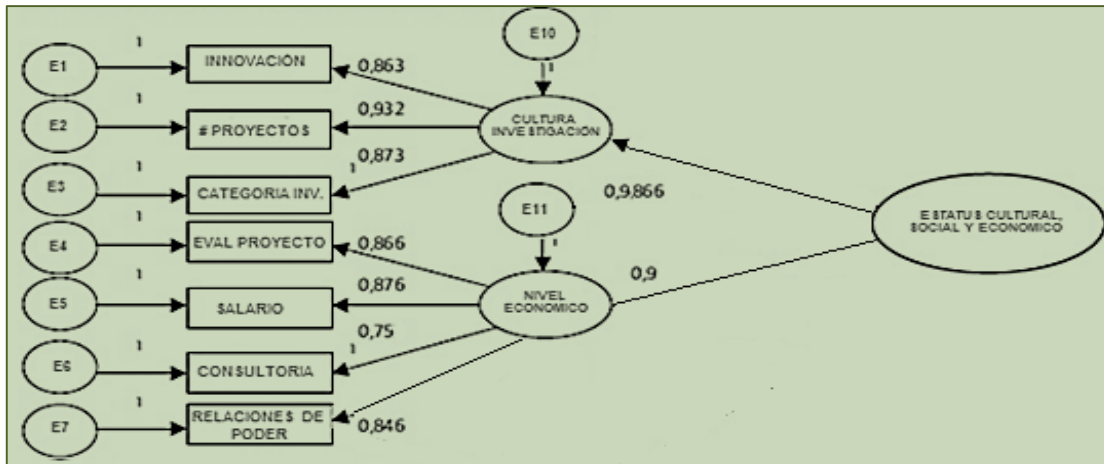 E10
E1
1
INNOVACIÓN
0,863
1
E2
1
# PROYECTOS
0,932
CULTURA
INVESTIGACIÓN
E3
1
CATEGORIA INV.
0,873
1
0,9,866
E11
1
E4
1
EVAL PROYECTO
0,866
ESTATUS CULTURAL,
SOCIAL Y ECONOMICO
E5
1
SALARIO
0,876
NIVEL
ECONOMICO
0,9
E6
1
CONSULTORIA
0,75
1
E7
1
RELACIONES DE
PODER
0,846